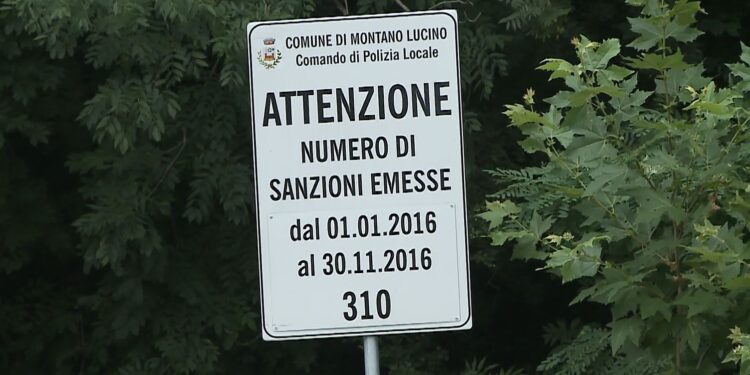 COMUNE DI MONTANO LUCINO
Comando di Polizia Locale
ATTENZIONE
NUMERO DI
SANZIONI EMESSE
dal 01.01.2016
al 30.11.2016
310